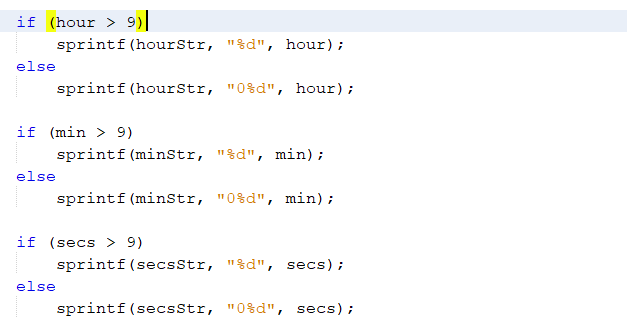 if (hour > 9)
    sprintf(hourStr, "%d", hour);
else
    sprintf(hourStr, "0%d", hour);

if (min > 9)
    sprintf(minStr, "%d", min);
else
    sprintf(minStr, "0%d", min);

if (secs > 9)
    sprintf(secsStr, "%d", secs);
else
    sprintf(secsStr, "0%d", secs);